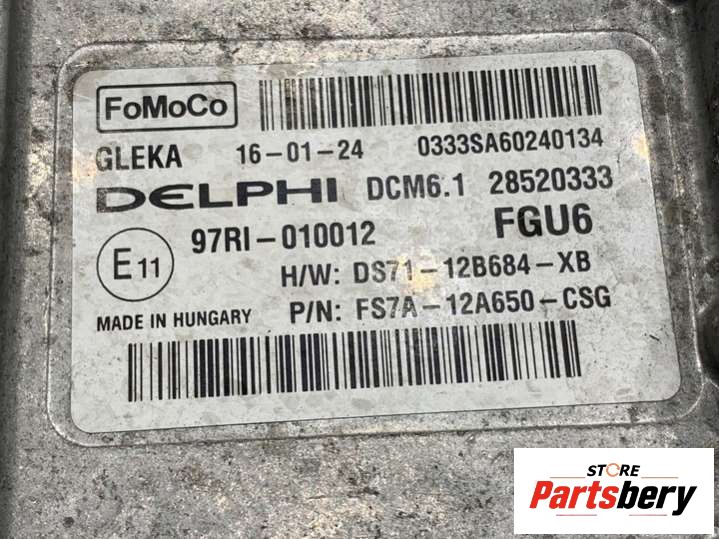 FoMoCo
GLEKA 16-01-24 0333SA60240134
DELPHI DCM6.1 28520333
97RI-010012 FGU6
E11
H/W: DS71-12B684-XB
MADE IN HUNGARY P/N: FS7A-12A650-CSG
STORE
Partsbery